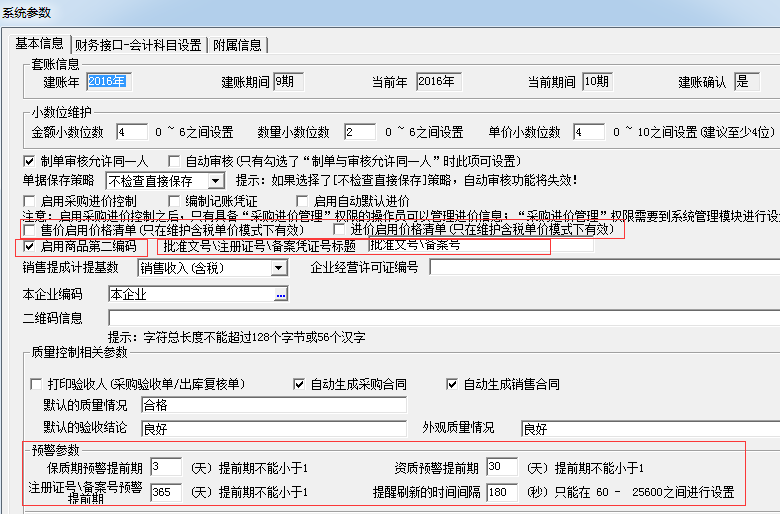 系统参数
基本信息 财务接口-会计科目设置 附属信息
套账信息
建账年 2016年 建账期间 9期 当前年 2016年 当前期间 10期 建账确认 是
小数位维护
金额小数位数 4 0 ~ 6之间设置 数量小数位数 2 0 ~ 6之间设置 单价小数位数 4 0 ~ 10之间设置(建议至少4位)
制单审核允许同一人 自动审核(只有勾选了“制单与审核允许同一人”时此项可设置)
单据保存策略 不检查直接保存 提示: 如果选择了[不检查直接保存]策略，自动审核功能将失效!
启用采购进价控制 编制记账凭证 启用自动默认进价
注意: 启用采购进价控制之后，只有具备“采购进价管理”权限的操作员可以管理进价信息; “采购进价管理”权限需要到系统管理模块进行设
售价启用价格清单(只在维护含税单价模式下有效) 进价启用价格清单(只在维护含税单价模式下有效)
启用商品第二编码 批准文号\注册证号\备案凭证号标题 批准文号\备案号
销售提成计提基数 销售收入(含税) 企业经营许可证编号
本企业编码 本企业 ...
二维码信息
提示: 字符总长度不能超过128个字节或56个汉字
质量控制相关参数
打印验收人(采购验收单/出库复核单) 自动生成采购合同 自动生成销售合同
默认的质量情况 合格
默认的验收结论 良好 外观质量情况 良好
预警参数
保质期预警提前期 3 (天) 提前期不能小于1 资质预警提前期 30 (天) 提前期不能小于1
注册证号\备案号预警提前期 365 (天) 提前期不能小于1 提醒刷新的时间间隔 180 (秒) 只能在 60 - 25600之间进行设置